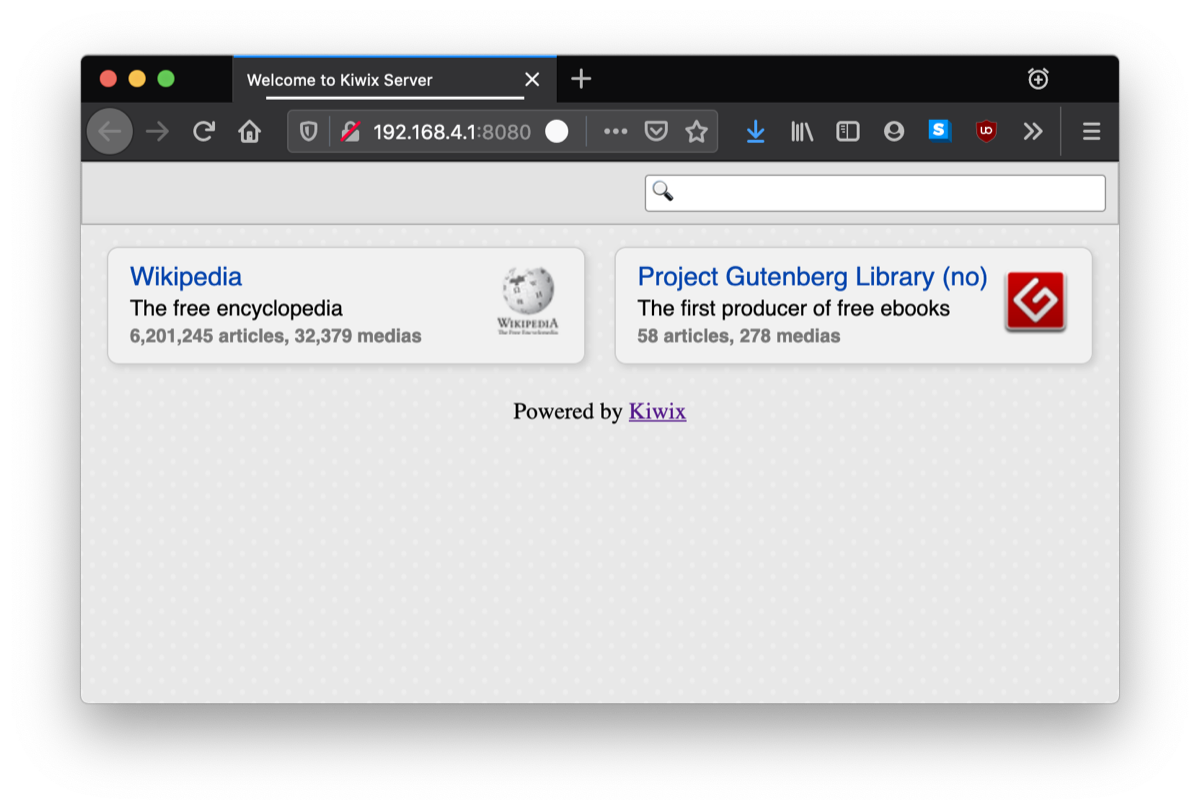 Welcome to Kiwix Server
192.168.4.1:8080
S
Wikipedia
The free encyclopedia
6,201,245 articles, 32,379 medias
WIKIPEDIA
The Free Encyclopedia
Project Gutenberg Library (no)
The first producer of free ebooks
58 articles, 278 medias
G
Powered by Kiwix